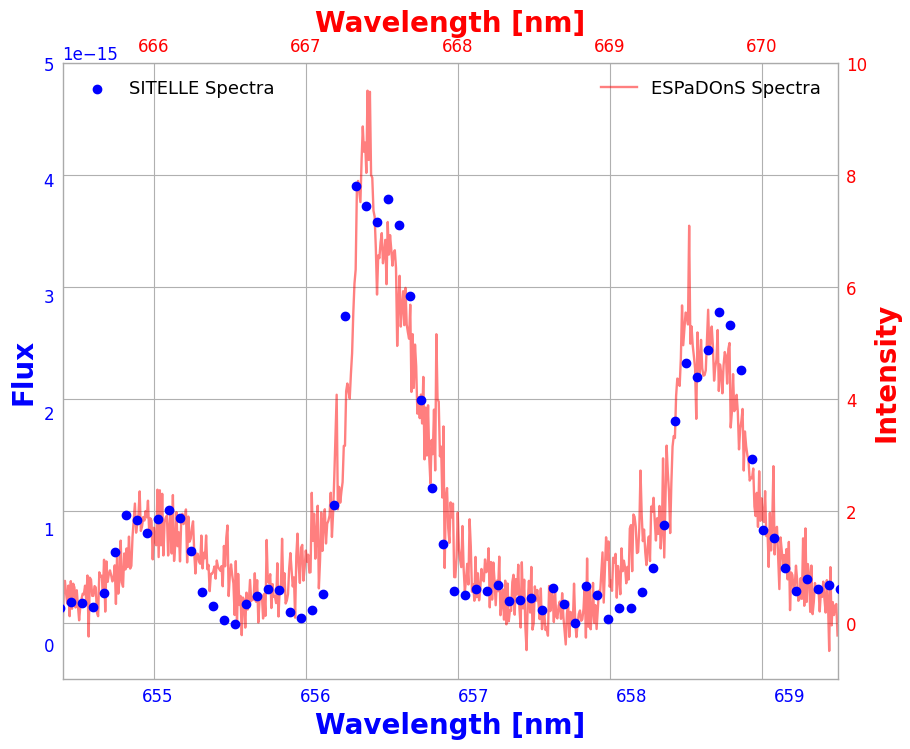 Wavelength [nm]
666 667 668 669 670
1e−15
5 10
SITELLE Spectra ESPaDOnS Spectra
4 8
3 6
Flux Intensity
2 4
1 2
0 0
655 656 657 658 659
Wavelength [nm]